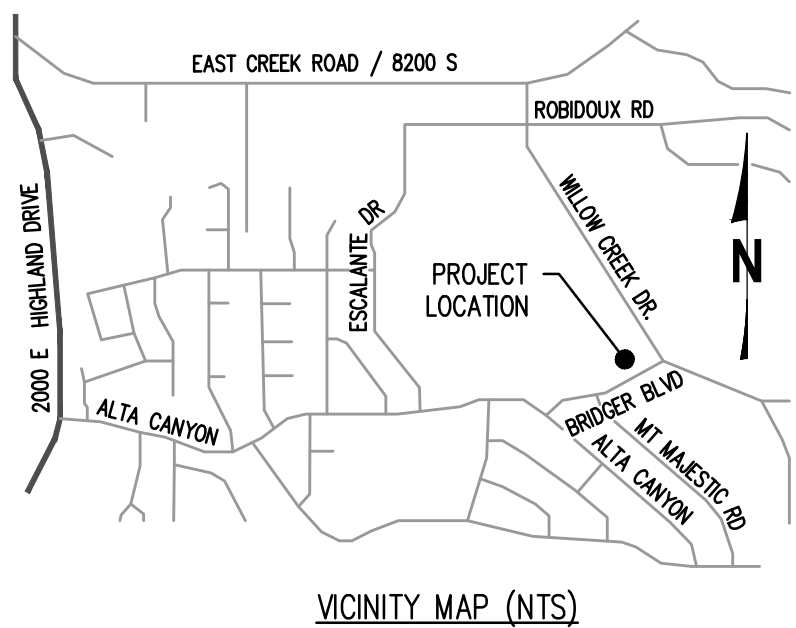 EAST CREEK ROAD / 8200 S
ROBIDOUX RD
WILLOW CREEK DR.
2000 E HIGHLAND DRIVE
ESCALANTE DR
N
PROJECT
LOCATION
ALTA CANYON
BRIDGER BLVD
MT MAJESTIC RD
ALTA CANYON
VICINITY MAP (NTS)